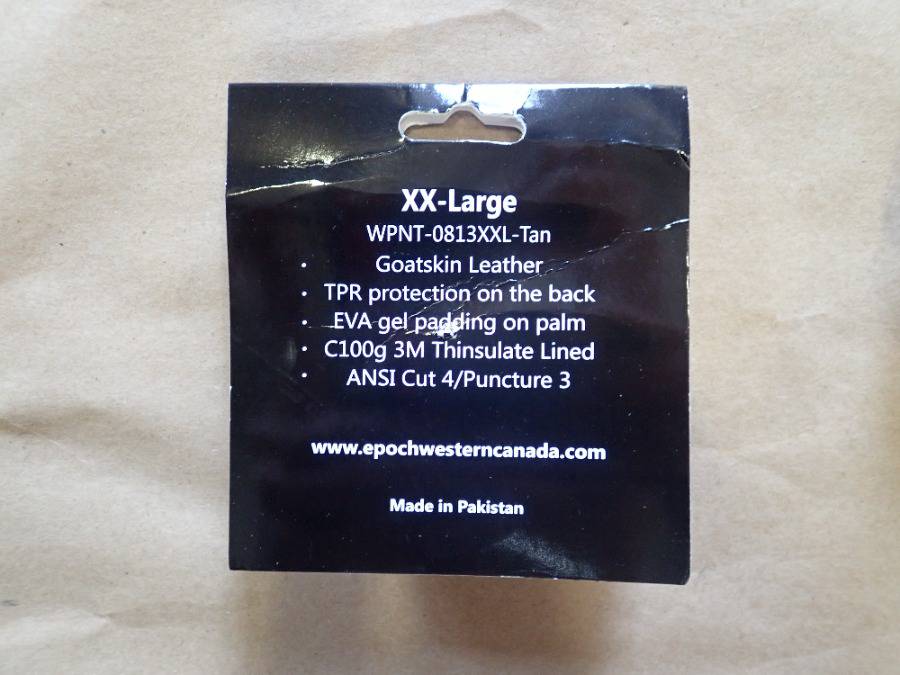 XX-Large
WPNT-0813XXL-Tan
· Goatskin Leather
· TPR protection on the back
· EVA gel padding on palm
· C100g 3M Thinsulate Lined
· ANSI Cut 4/Puncture 3
www.epochwesterncanada.com
Made in Pakistan